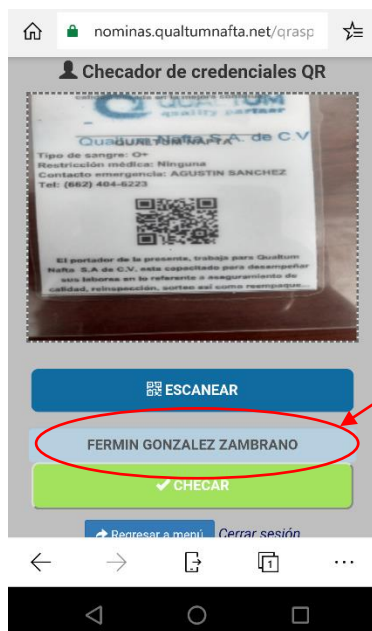 nominas.qualtumnafta.net/qrasp
Checador de credenciales QR
QUALTUM
quality partner
Qualtum Nafta S.A. de C.V
Tipo de sangre: O+
Restricción médica: Ninguna
Contacto emergencia: AGUSTIN SANCHEZ
Tel: (662) 404-6223
El portador de la presente, trabaja para Qualtum
Nafta S.A de C.V, esta capacitado para desempeñar
sus labores en lo referente a aseguramiento de
calidad, reinspección, sorteo así como reempaque...
ESCANEAR
FERMIN GONZALEZ ZAMBRANO
CHECAR
Regresar a menú Cerrar sesión
1